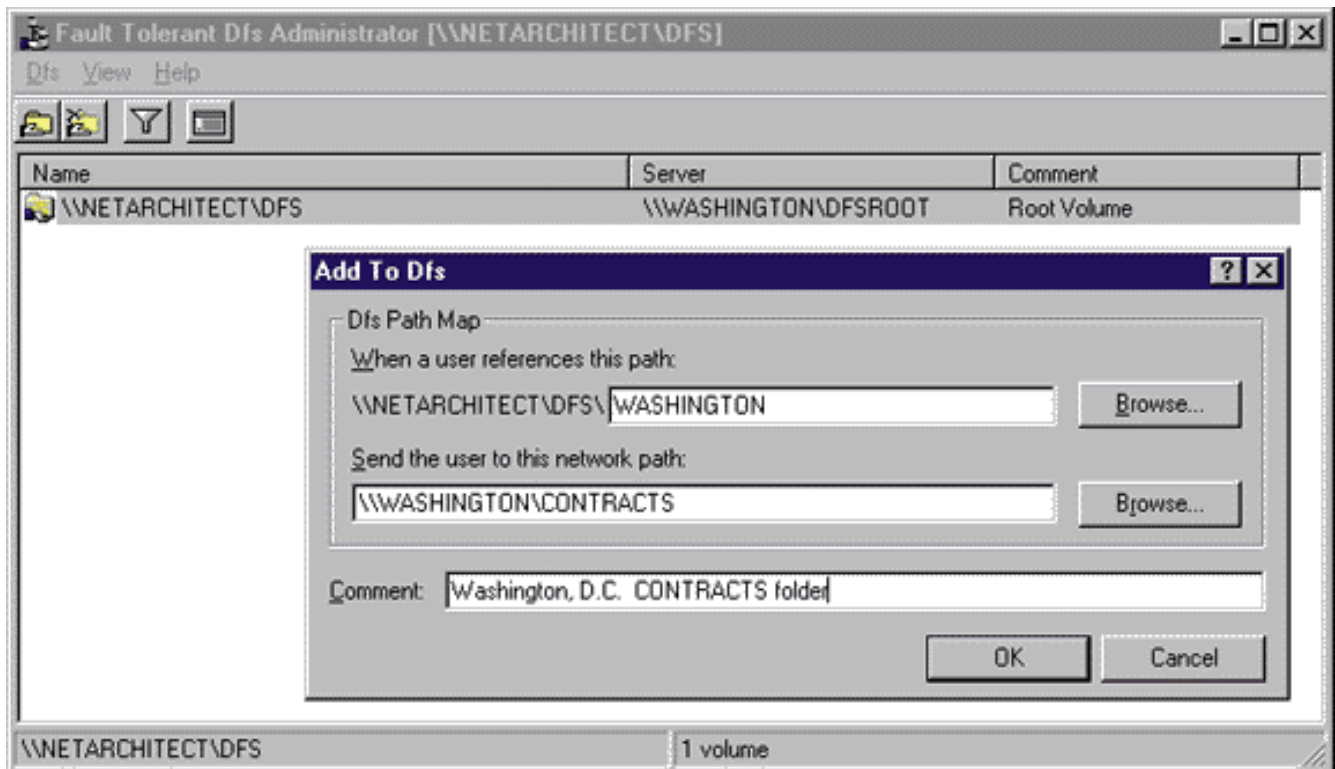 Fault Tolerant Dfs Administrator [\\NETARCHITECT\DFS]
Dfs View Help
Name Server Comment
\\NETARCHITECT\DFS \\WASHINGTON\DFSROOT Root Volume
Add To Dfs
Dfs Path Map
When a user references this path:
\\NETARCHITECT\DFS\ WASHINGTON Browse...
Send the user to this network path:
\\WASHINGTON\CONTRACTS Browse...
Comment: Washington, D.C. CONTRACTS folder
OK Cancel
\\NETARCHITECT\DFS 1 volume